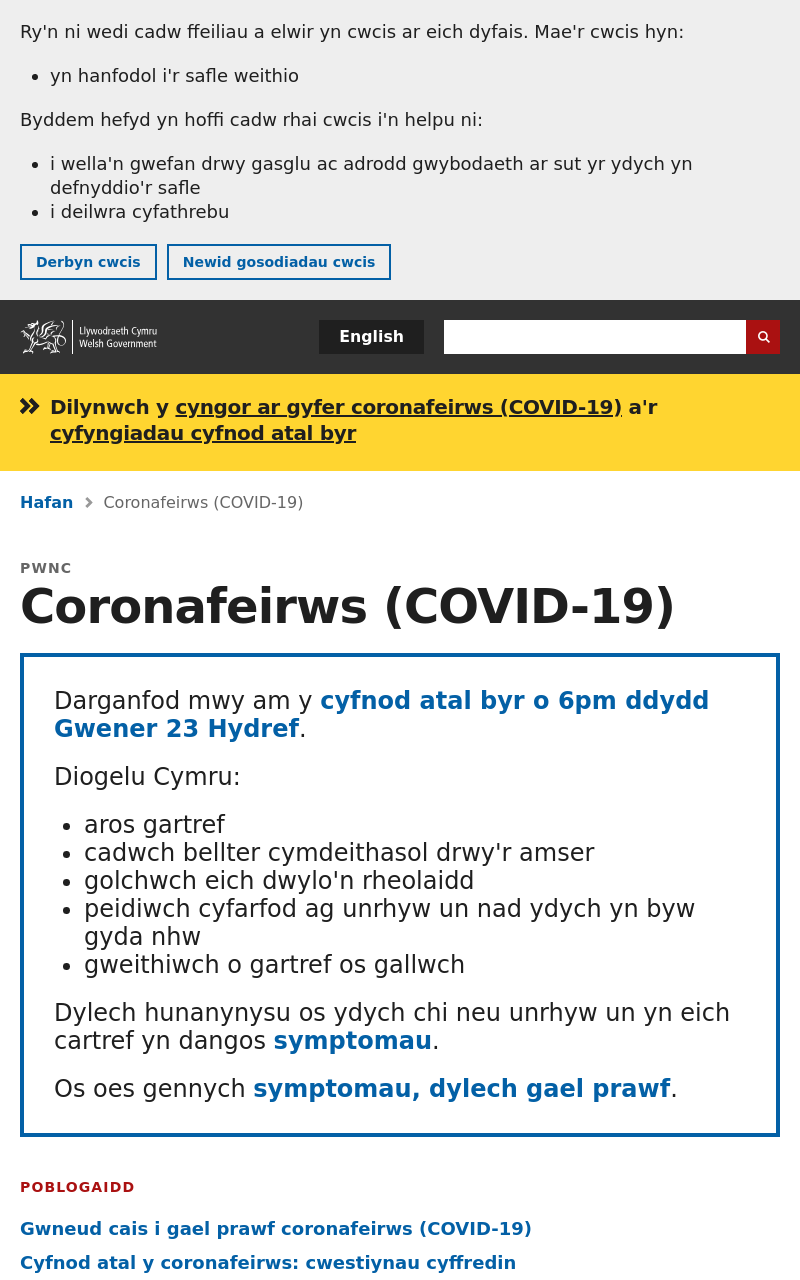 Ry'n ni wedi cadw ffeiliau a elwir yn cwcis ar eich dyfais. Mae'r cwcis hyn:
yn hanfodol i'r safle weithio
Byddem hefyd yn hoffi cadw rhai cwcis i'n helpu ni:
i wella'n gwefan drwy gasglu ac adrodd gwybodaeth ar sut yr ydych yn
defnyddio'r safle
i deilwra cyfathrebu
Derbyn cwcis
Newid gosodiadau cwcis
Llywodraeth Cymru
Welsh Government
English
Dilynwch y cyngor ar gyfer coronafeirws (COVID-19) a'r
cyfyngiadau cyfnod atal byr
Hafan
Coronafeirws (COVID-19)
PWNC
Coronafeirws (COVID-19)
Darganfod mwy am y cyfnod atal byr o 6pm ddydd
Gwener 23 Hydref.
Diogelu Cymru:
aros gartref
cadwch bellter cymdeithasol drwy'r amser
golchwch eich dwylo'n rheolaidd
peidiwch cyfarfod ag unrhyw un nad ydych yn byw
gyda nhw
gweithiwch o gartref os gallwch
Dylech hunanynysu os ydych chi neu unrhyw un yn eich
cartref yn dangos symptomau.
Os oes gennych symptomau, dylech gael prawf.
POBLOGAIDD
Gwneud cais i gael prawf coronafeirws (COVID-19)
Cyfnod atal y coronafeirws: cwestiynau cyffredin